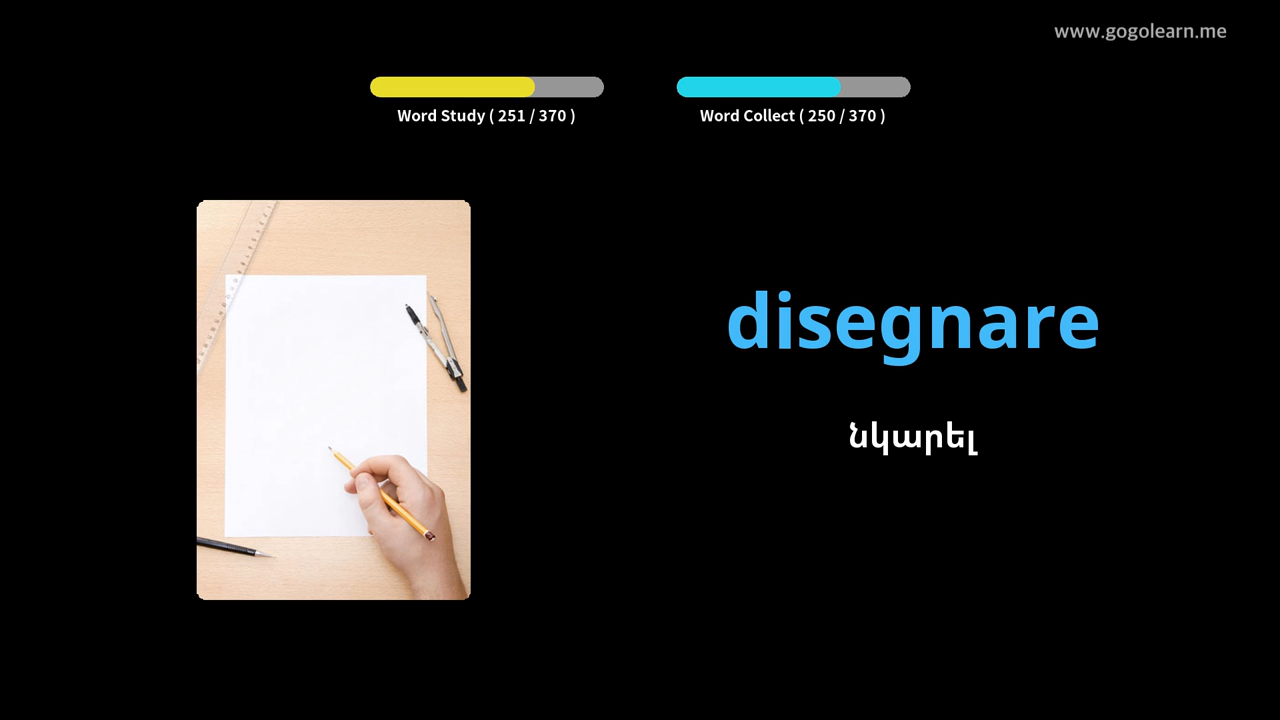 www.gogolearn.me
Word Study ( 251 / 370 )
Word Collect ( 250 / 370 )
disegnare
նկարել